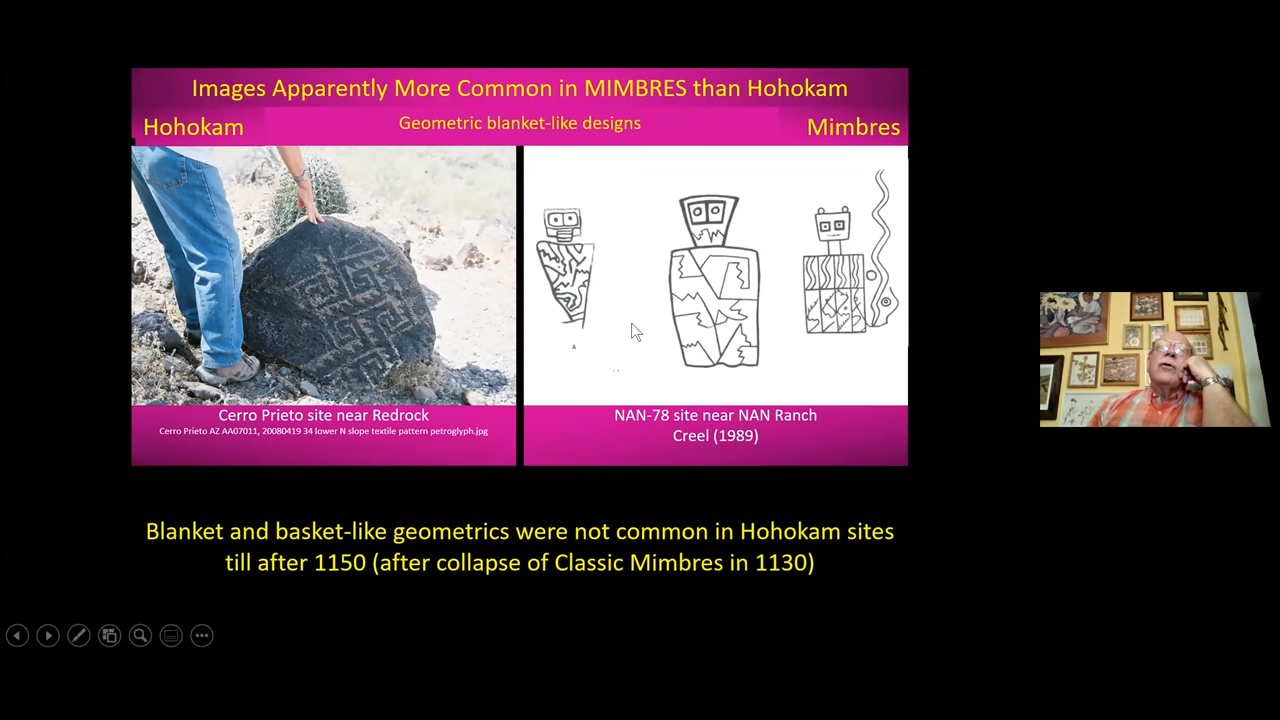 Images Apparently More Common in MIMBRES than Hohokam
Hohokam
Geometric blanket-like designs
Mimbres
Cerro Prieto site near Redrock
Cerro Prieto AZ AA07011, 20080419 34 lower N slope textile pattern petroglyph.jpg
NAN-78 site near NAN Ranch
Creel (1989)
Blanket and basket-like geometrics were not common in Hohokam sites
till after 1150 (after collapse of Classic Mimbres in 1130)